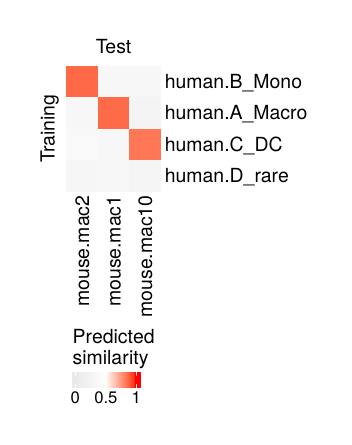 Test
Training
human.B_Mono
human.A_Macro
human.C_DC
human.D_rare
mouse.mac2
mouse.mac1
mouse.mac10
Predicted
similarity
0 0.5 1